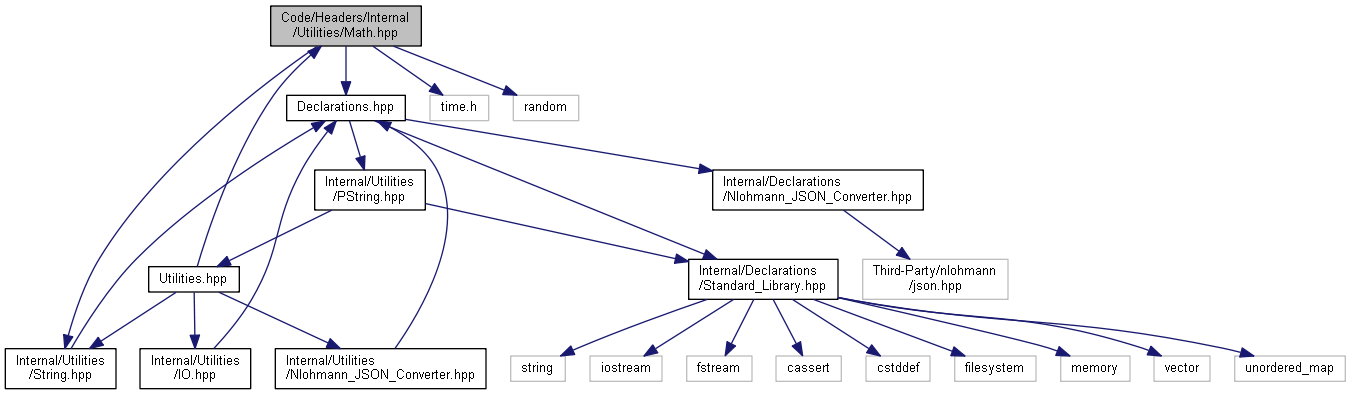 Code/Headers/Internal
/Utilities/Math.hpp
Declarations.hpp
time.h
random
Internal/Utilities
/PString.hpp
Internal/Declarations
/Nlohmann_JSON_Converter.hpp
Utilities.hpp
Internal/Declarations
/Standard_Library.hpp
Third-Party/nlohmann
/json.hpp
Internal/Utilities
/String.hpp
Internal/Utilities
/IO.hpp
Internal/Utilities
/Nlohmann_JSON_Converter.hpp
string
iostream
fstream
cassert
cstddef
filesystem
memory
vector
unordered_map